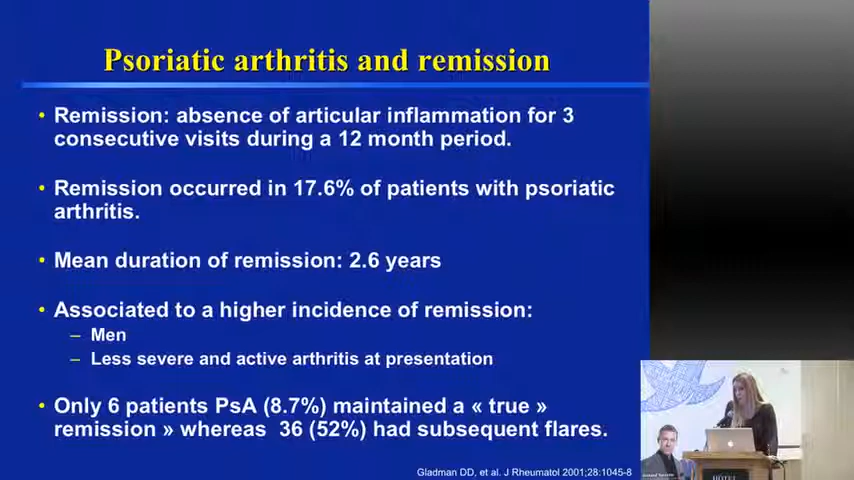 Psoriatic arthritis and remission
• Remission: absence of articular inflammation for 3
consecutive visits during a 12 month period.
• Remission occurred in 17.6% of patients with psoriatic
arthritis.
• Mean duration of remission: 2.6 years
• Associated to a higher incidence of remission:
– Men
– Less severe and active arthritis at presentation
• Only 6 patients PsA (8.7%) maintained a « true »
remission » whereas 36 (52%) had subsequent flares.
Gladman DD, et al. J Rheumatol 2001;28:1045-8
HÔTEL